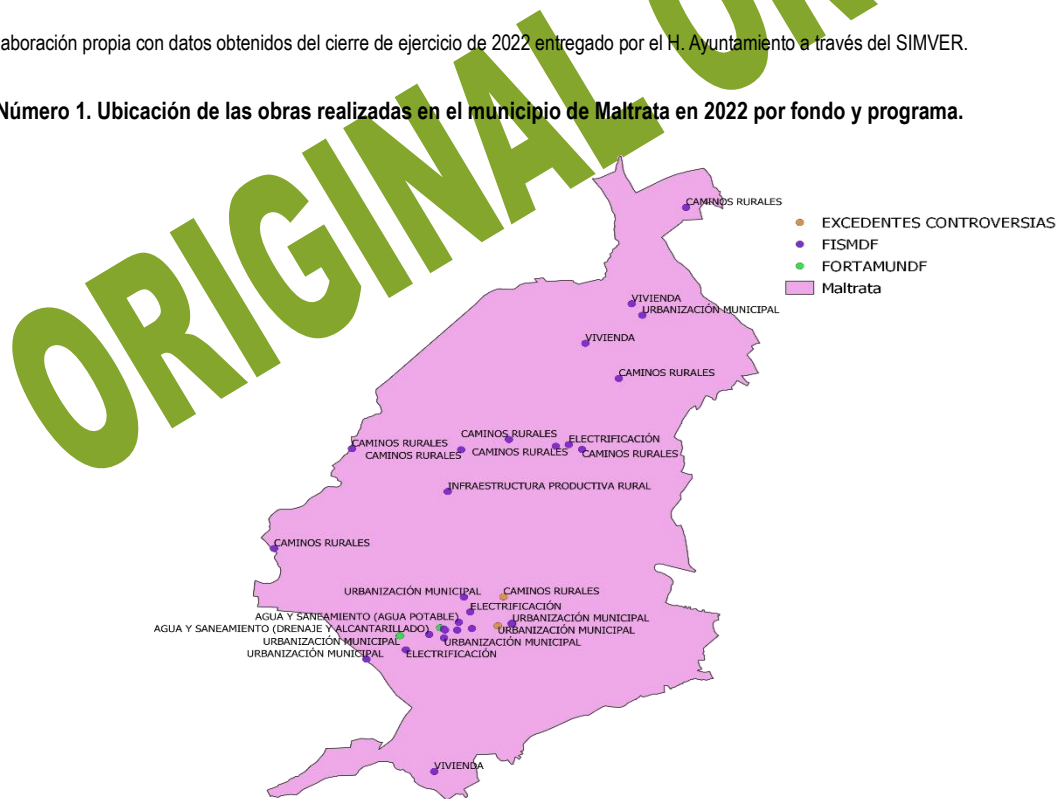 laboración propia con datos obtenidos del cierre de ejercicio de 2022 entregado por el H. Ayuntamiento a través del SIMVER.
Número 1. Ubicación de las obras realizadas en el municipio de Maltrata en 2022 por fondo y programa.
ORIGINAL
CAMINOS RURALES
EXCEDENTES CONTROVERSIAS
FISMDF
FORTAMUNDF
Maltrata
VIVIENDA
URBANIZACIÓN MUNICIPAL
VIVIENDA
CAMINOS RURALES
CAMINOS RURALES
CAMINOS RURALES
ELECTRIFICACIÓN
CAMINOS RURALES
CAMINOS RURALES
CAMINOS RURALES
INFRAESTRUCTURA PRODUCTIVA RURAL
CAMINOS RURALES
URBANIZACIÓN MUNICIPAL
CAMINOS RURALES
ELECTRIFICACIÓN
AGUA Y SANEAMIENTO (AGUA POTABLE)
URBANIZACIÓN MUNICIPAL
AGUA Y SANEAMIENTO (DRENAJE Y ALCANTARILLADO)
URBANIZACIÓN MUNICIPAL
URBANIZACIÓN MUNICIPAL
URBANIZACIÓN MUNICIPAL
URBANIZACIÓN MUNICIPAL
ELECTRIFICACIÓN
VIVIENDA